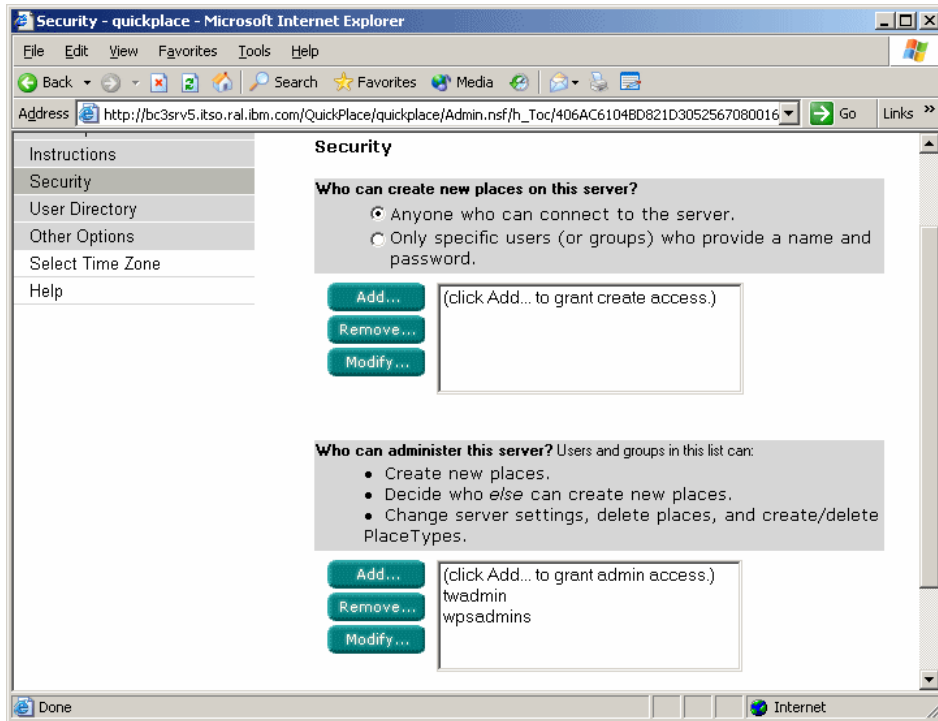 Security - quickplace - Microsoft Internet Explorer
File Edit View Favorites Tools Help
Back Search Favorites Media
Address http://bc3srv5.itso.ral.ibm.com/QuickPlace/quickplace/Admin.nsf/h_Toc/406AC6104BD821D3052567080016 Go Links »
Instructions
Security
User Directory
Other Options
Select Time Zone
Help
Security
Who can create new places on this server?
Anyone who can connect to the server.
Only specific users (or groups) who provide a name and
password.
Add...
Remove...
Modify...
(click Add... to grant create access.)
Who can administer this server? Users and groups in this list can:
• Create new places.
• Decide who else can create new places.
• Change server settings, delete places, and create/delete
PlaceTypes.
Add...
Remove...
Modify...
(click Add... to grant admin access.)
twadmin
wpsadmins
Done
Internet